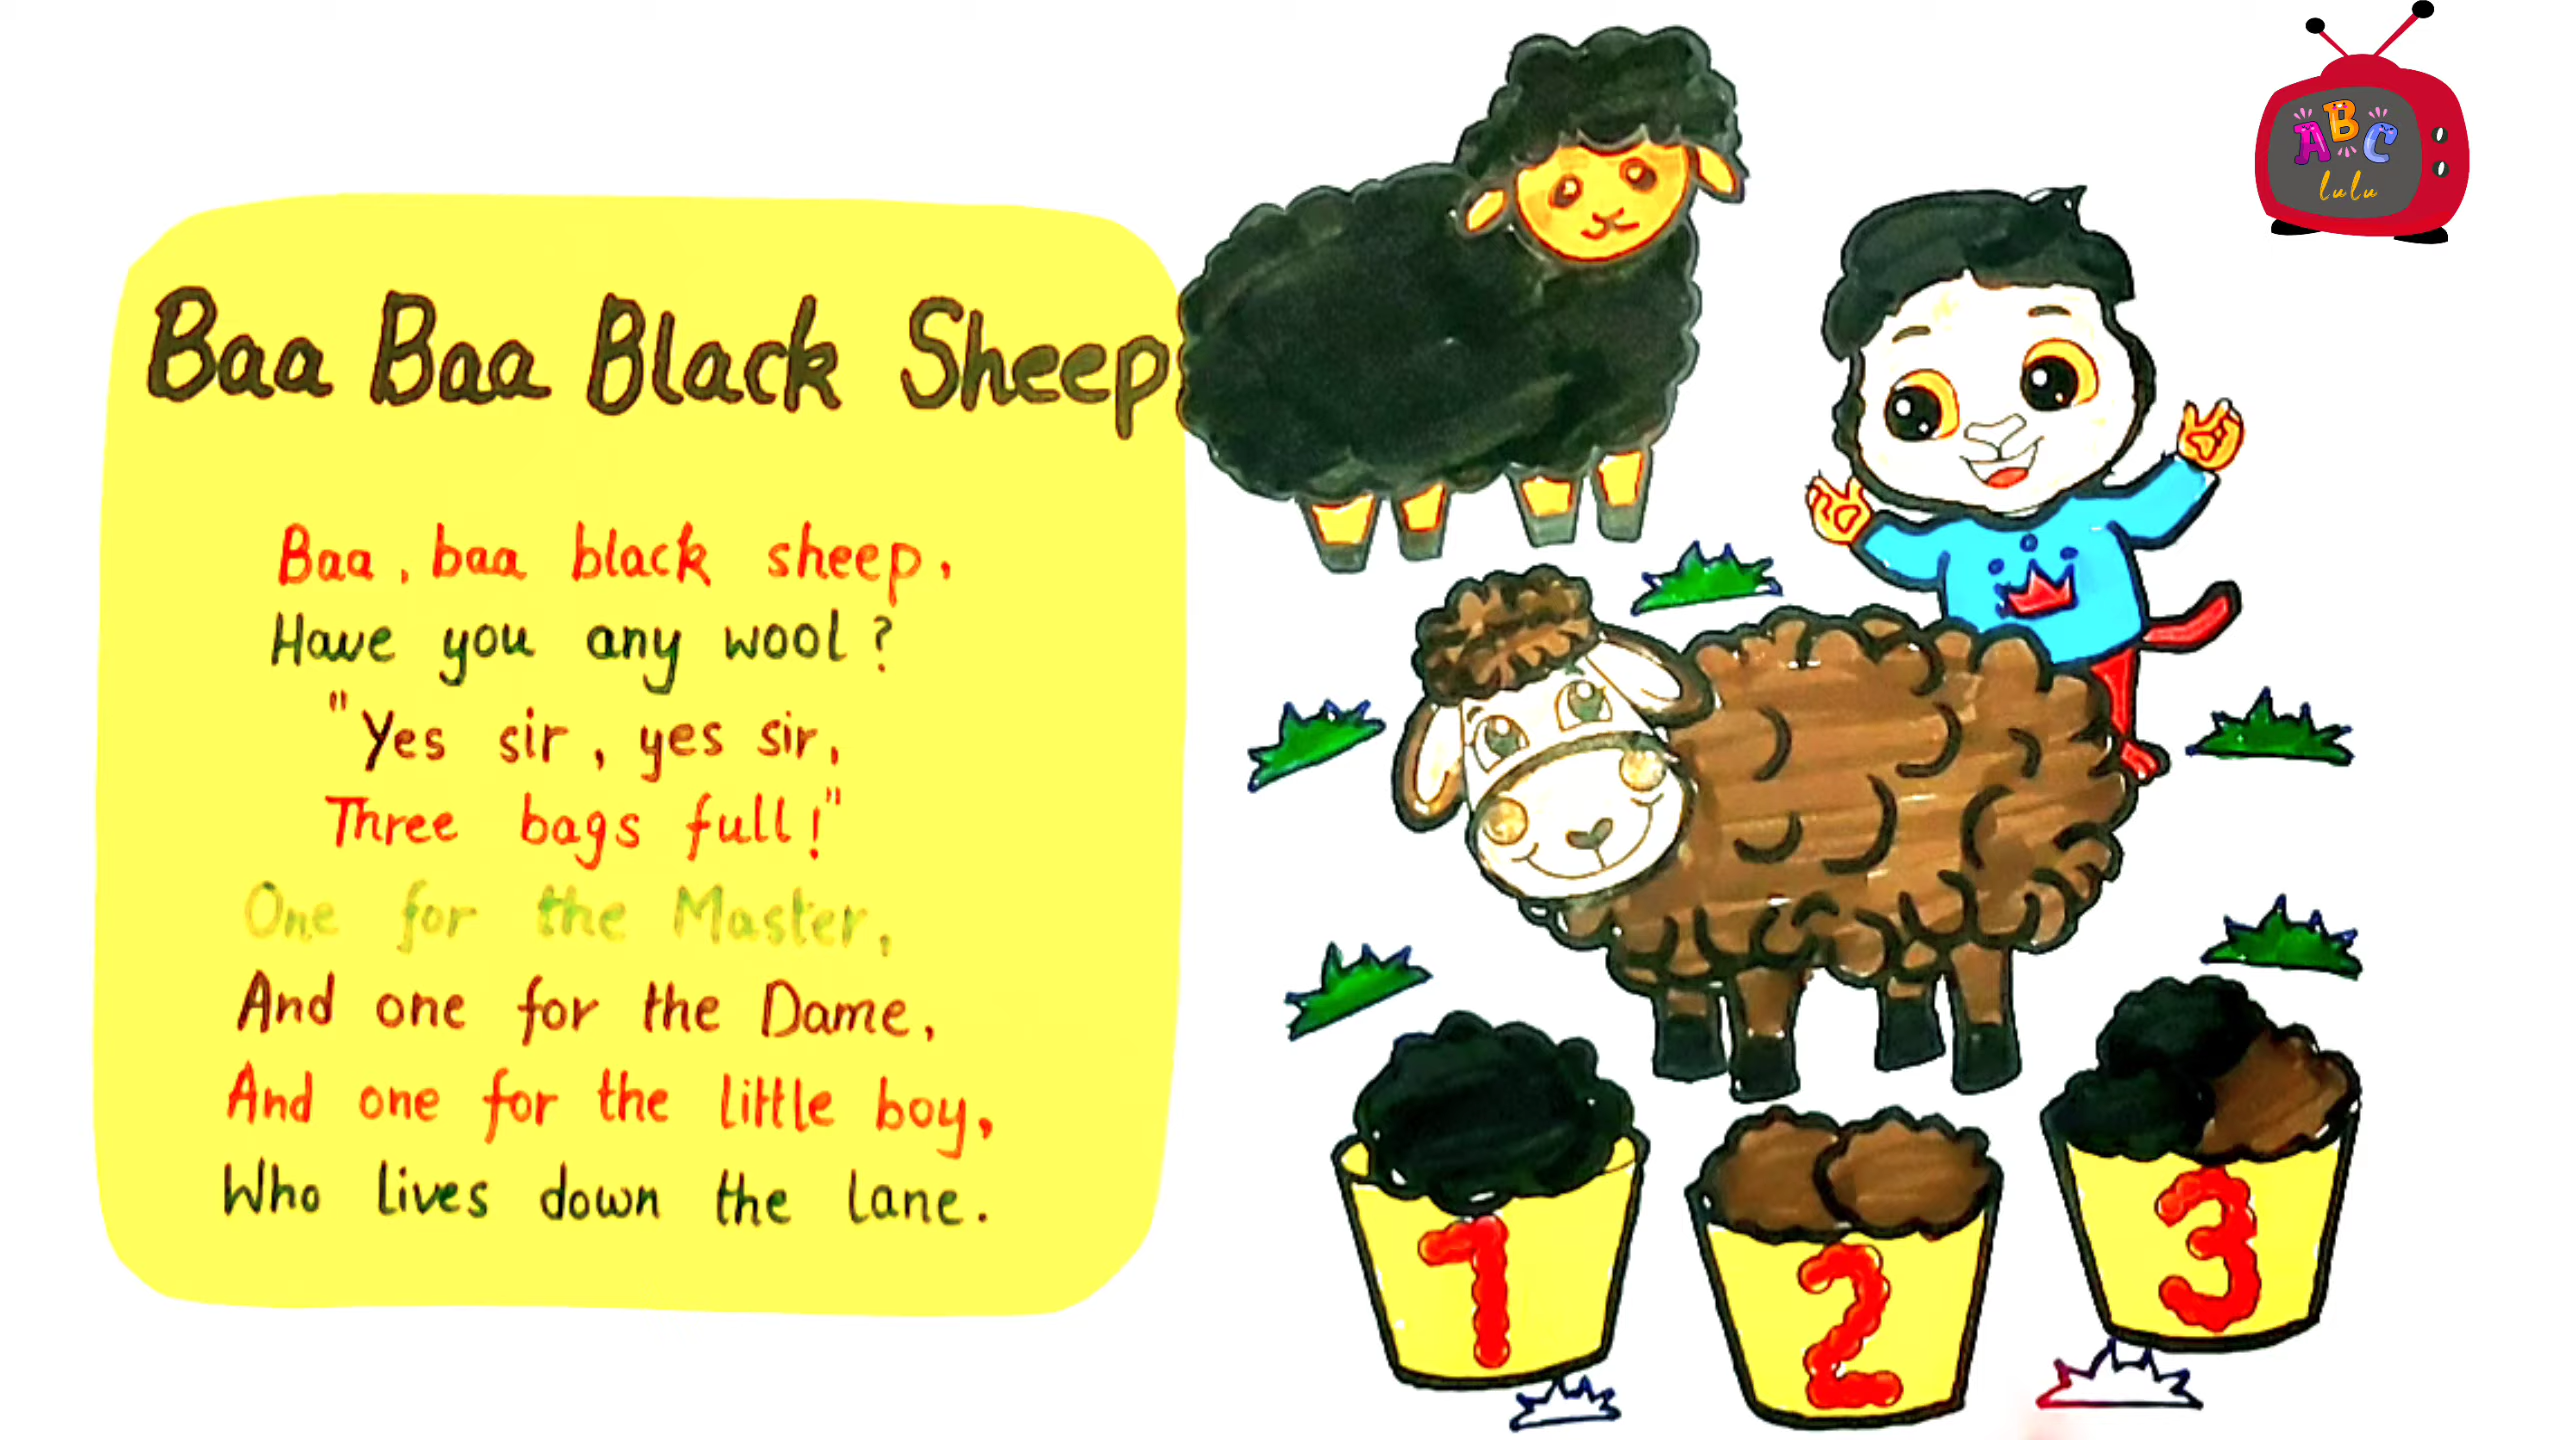 Baa Baa Black Sheep
Baa, baa black sheep,
Have you any wool?
"Yes sir, yes sir,
Three bags full!"
One for the Master,
And one for the Dame,
And one for the little boy,
Who lives down the lane.
ABC
lulu
1
2
3